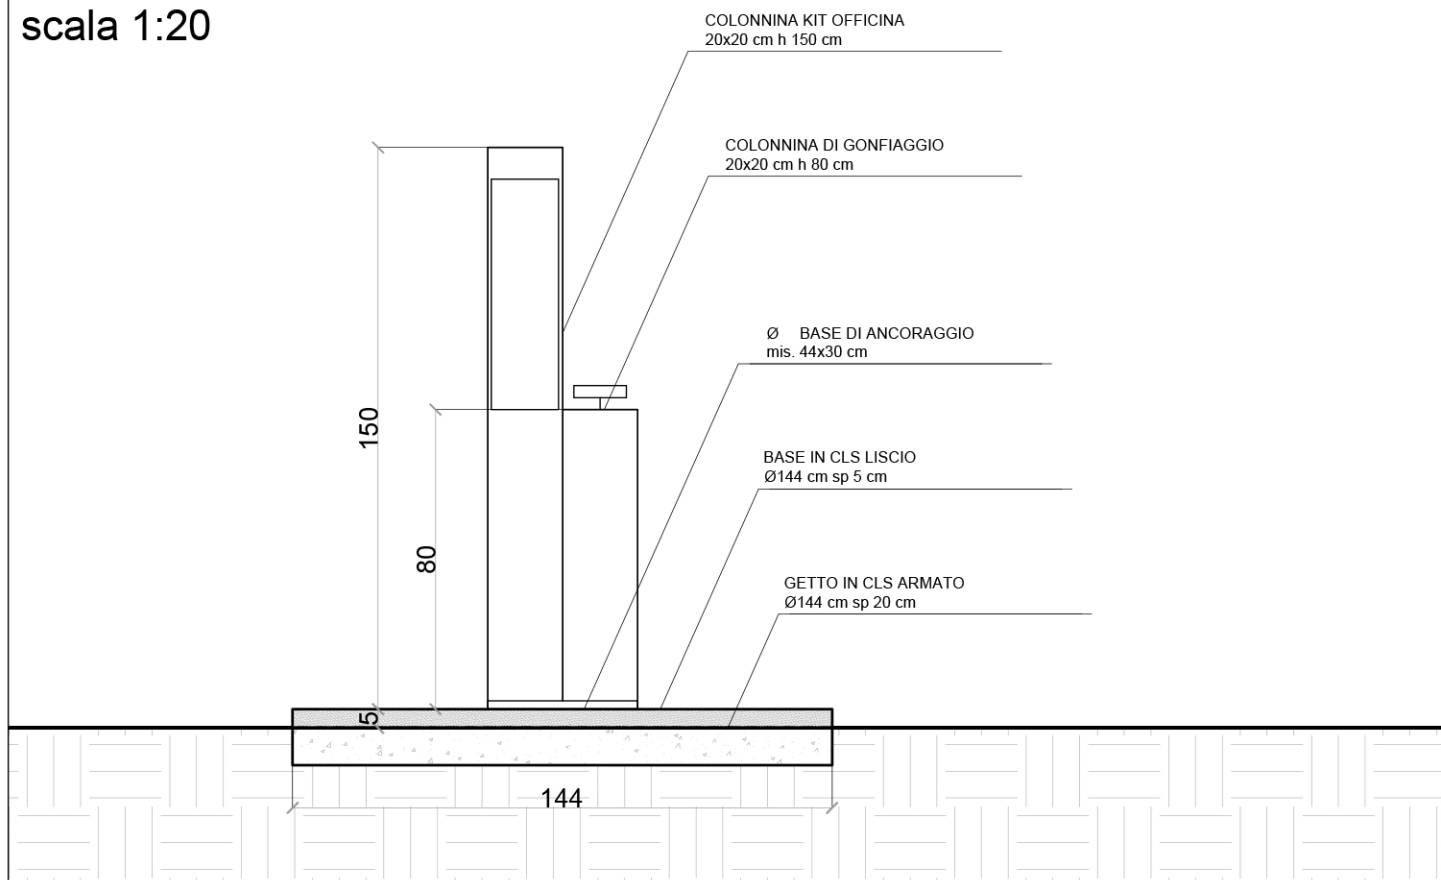 scala 1:20
COLONNINA KIT OFFICINA
20x20 cm h 150 cm
COLONNINA DI GONFIAGGIO
20x20 cm h 80 cm
Ø BASE DI ANCORAGGIO
mis. 44x30 cm
150
BASE IN CLS LISCIO
Ø144 cm sp 5 cm
80
GETTO IN CLS ARMATO
Ø144 cm sp 20 cm
5
144